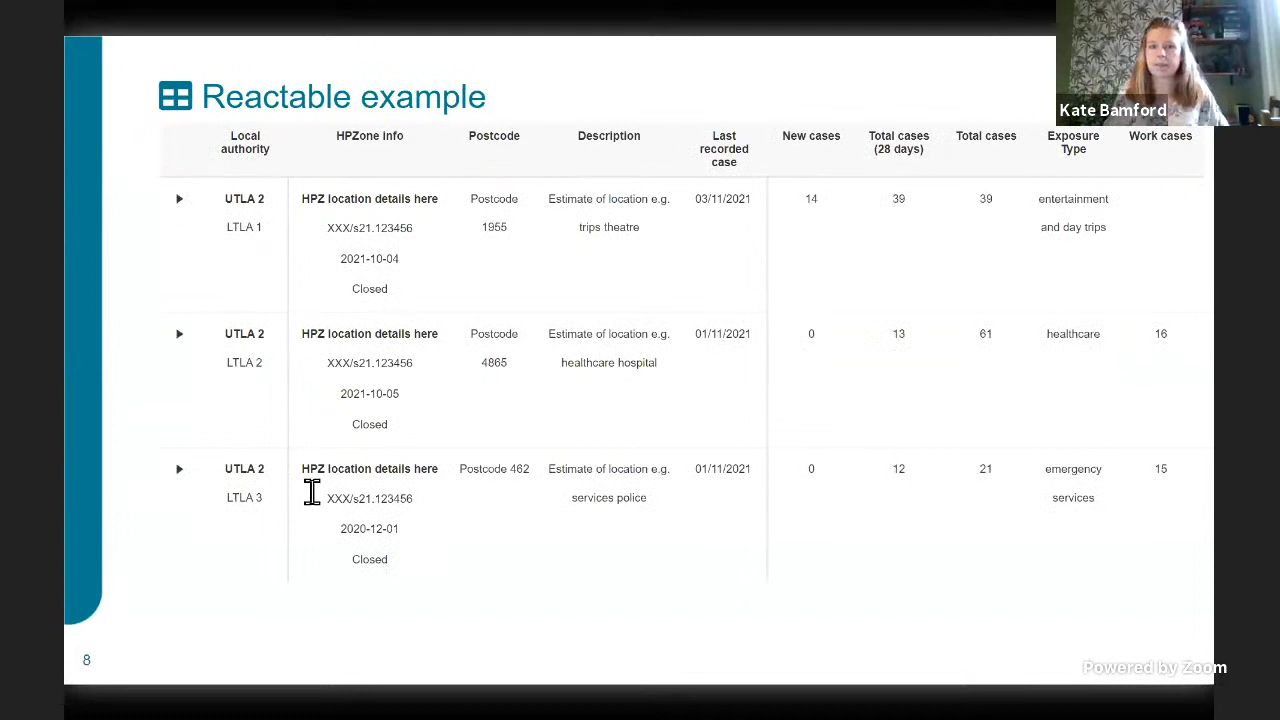 Kate Bamford
Reactable example
Local authority HPZone info Postcode Description Last recorded case New cases Total cases (28 days) Total cases Exposure Type Work cases
UTLA 2 HPZ location details here Postcode Estimate of location e.g. 03/11/2021 14 39 39 entertainment
LTLA 1 XXX/s21.123456 1955 trips theatre and day trips
2021-10-04
Closed
UTLA 2 HPZ location details here Postcode Estimate of location e.g. 01/11/2021 0 13 61 healthcare 16
LTLA 2 XXX/s21.123456 4865 healthcare hospital
2021-10-05
Closed
UTLA 2 HPZ location details here Postcode 462 Estimate of location e.g. 01/11/2021 0 12 21 emergency 15
LTLA 3 XXX/s21.123456 services police services
2020-12-01
Closed
8
Powered by Zoom